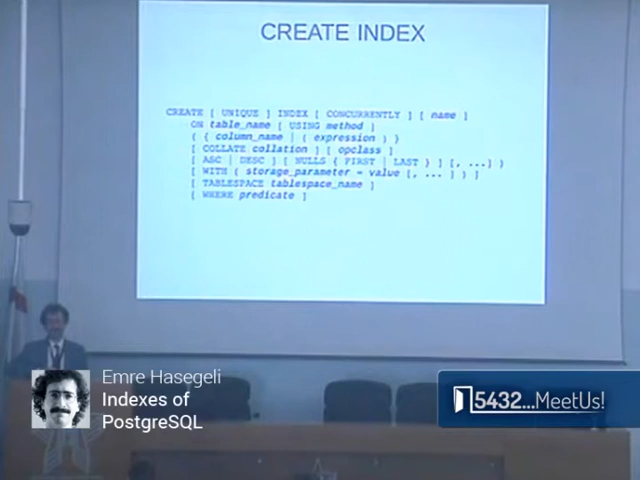 CREATE INDEX
CREATE [ UNIQUE ] INDEX [ CONCURRENTLY ] [ name ]
ON table_name [ USING method ]
( { column_name | ( expression ) }
[ COLLATE collation ] [ opclass ]
[ ASC | DESC ] [ NULLS { FIRST | LAST } ] [, ...] )
[ WITH ( storage_parameter = value [, ... ] ) ]
[ TABLESPACE tablespace_name ]
[ WHERE predicate ]
Emre Hasegeli
Indexes of
PostgreSQL
5432...MeetUs!